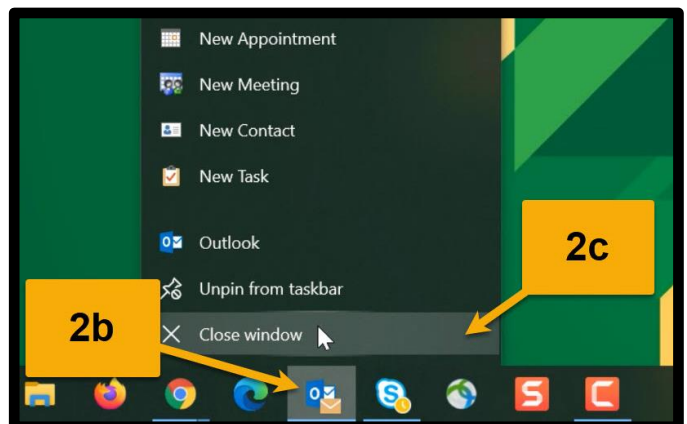 New Appointment
New Meeting
New Contact
New Task
Outlook
2c
Unpin from taskbar
2b
Close window